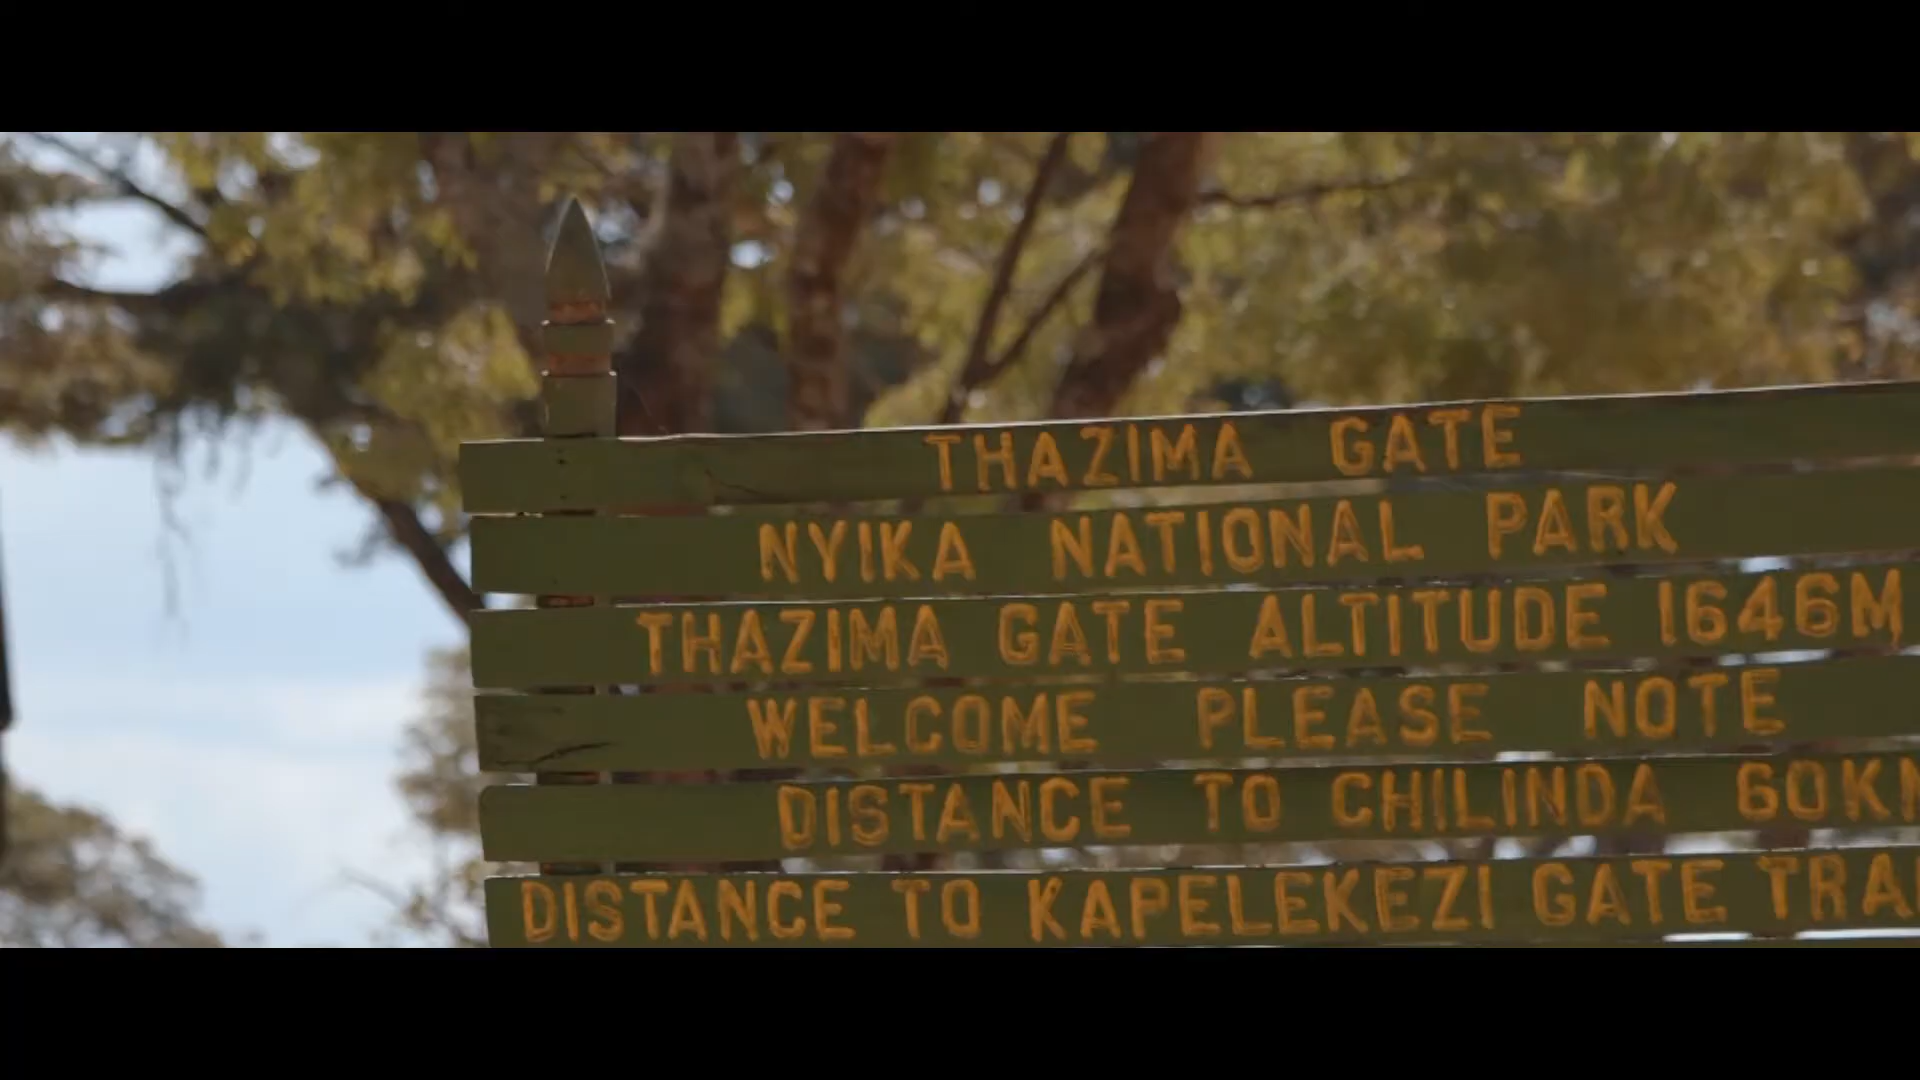 THAZIMA GATE
NYIKA NATIONAL PARK
THAZIMA GATE ALTITUDE 1646M
WELCOME PLEASE NOTE
DISTANCE TO CHILINDA 60K
DISTANCE TO KAPELEKEZI GATE